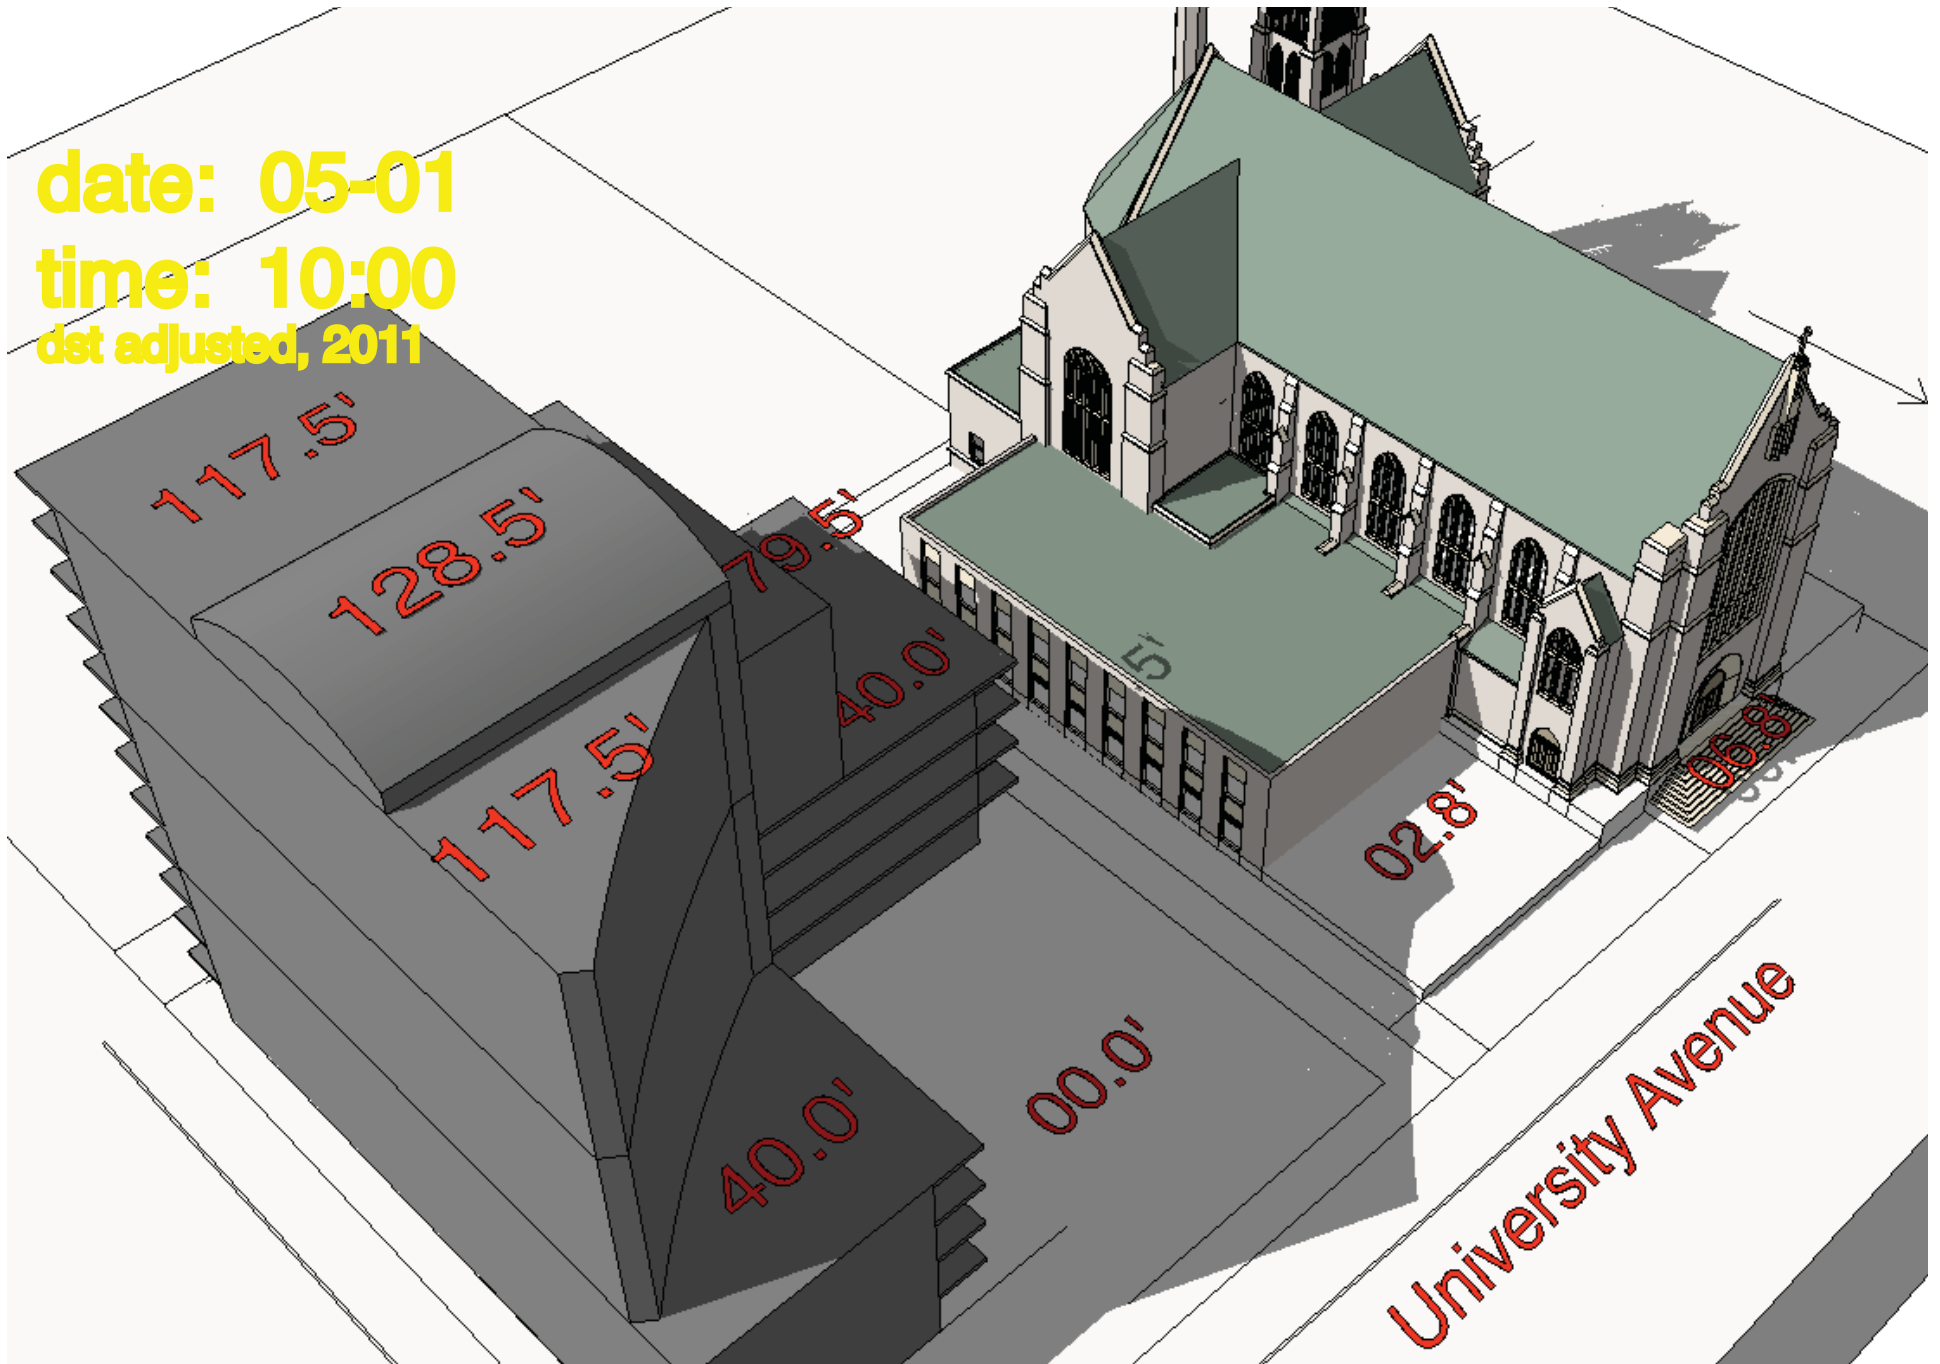 date: 05-01
time: 10:00
dst adjusted, 2011
117.5'
128.5'
79.5'
117.5'
40.0'
5'
06.8'
02.8'
00.0'
40.0'
University Avenue